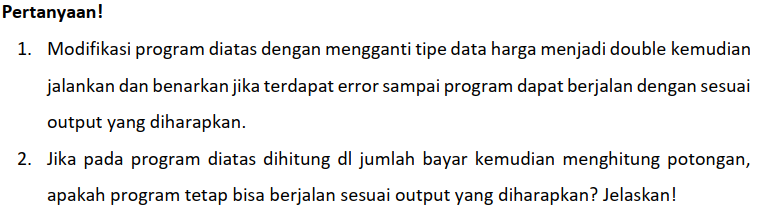 Pertanyaan!
1. Modifikasi program diatas dengan mengganti tipe data harga menjadi double kemudian
jalankan dan benarkan jika terdapat error sampai program dapat berjalan dengan sesuai
output yang diharapkan.
2. Jika pada program diatas dihitung dl jumlah bayar kemudian menghitung potongan,
apakah program tetap bisa berjalan sesuai output yang diharapkan? Jelaskan!